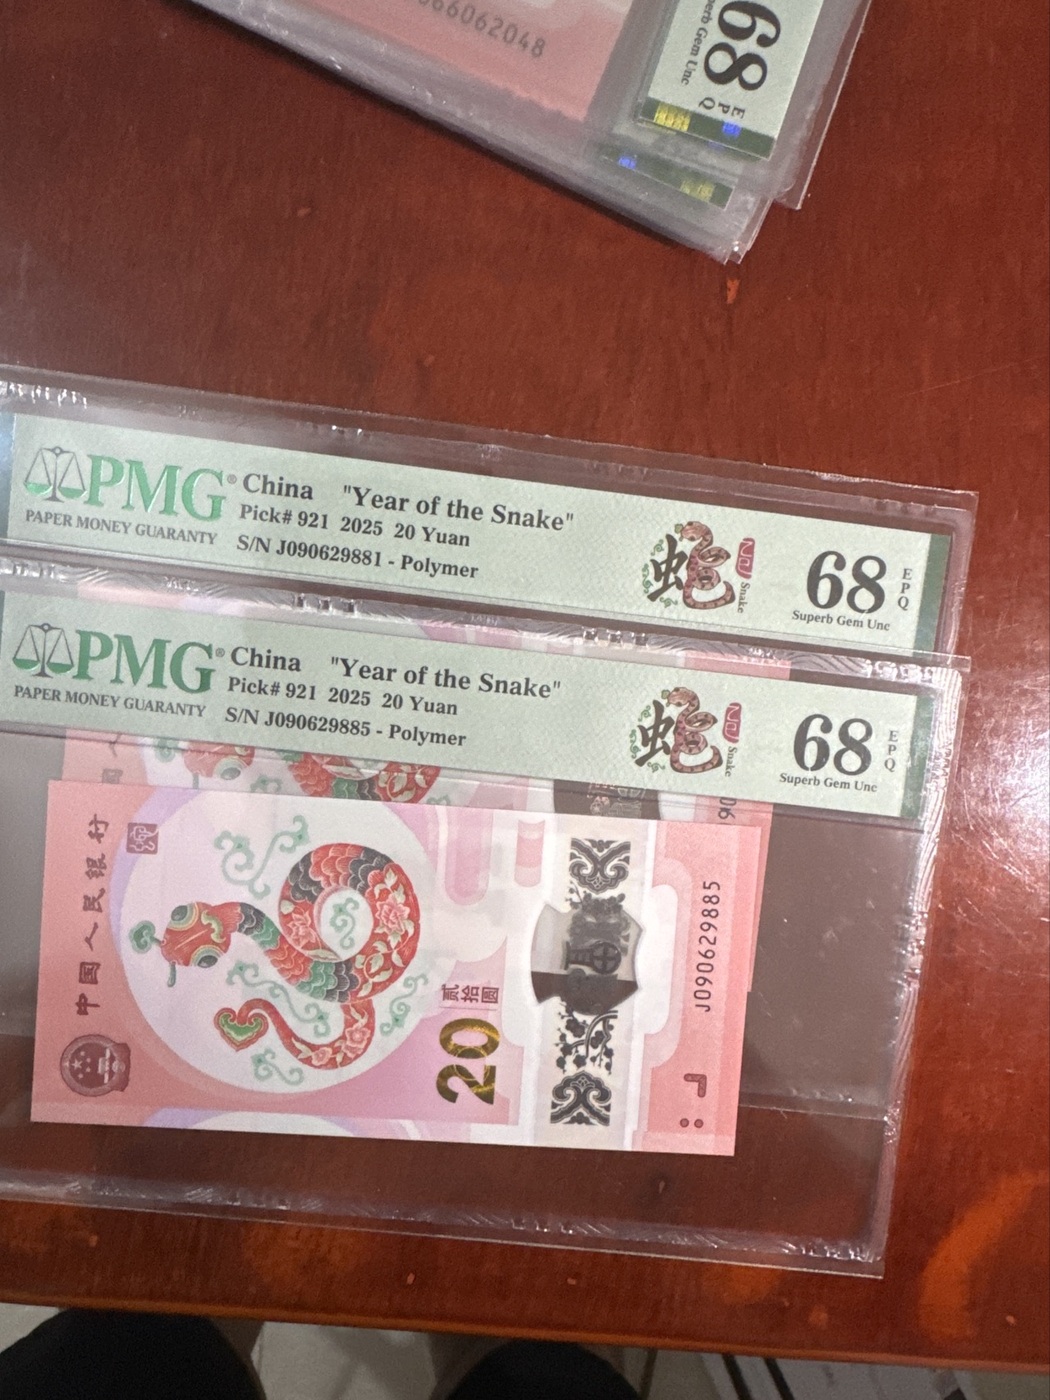 66062048
68
EPQ
Superb Gem Unc
PMG®
PAPER MONEY GUARANTY
China "Year of the Snake"
Pick# 921 2025 20 Yuan
S/N J090629881 - Polymer
蛇
Snake
68
EPQ
Superb Gem Unc
PMG®
PAPER MONEY GUARANTY
China "Year of the Snake"
Pick# 921 2025 20 Yuan
S/N J090629885 - Polymer
蛇
Snake
68
EPQ
Superb Gem Unc
中国人民银行
贰拾圆
20
J090629885